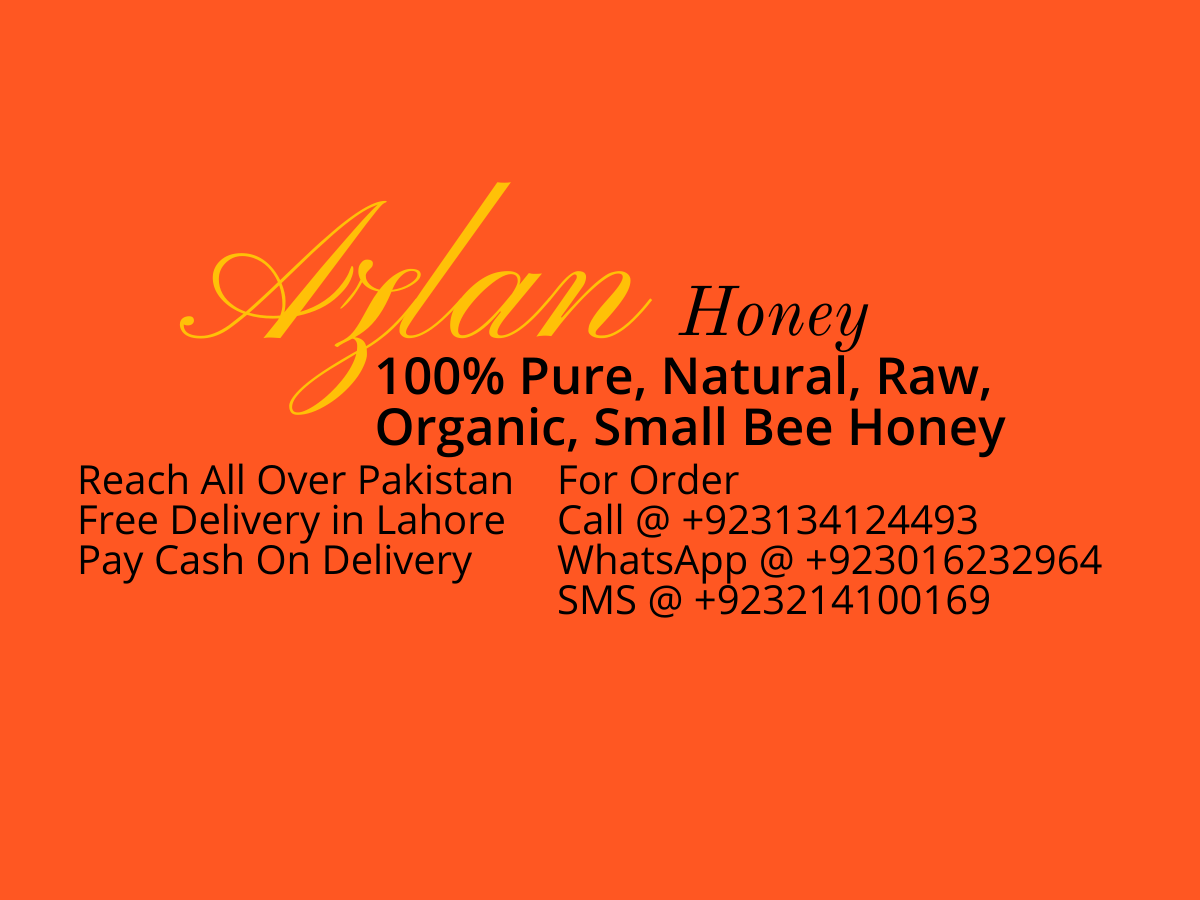 Azlan Honey
100% Pure, Natural, Raw,
Organic, Small Bee Honey
Reach All Over Pakistan
Free Delivery in Lahore
Pay Cash On Delivery
For Order
Call @ +923134124493
WhatsApp @ +923016232964
SMS @ +923214100169